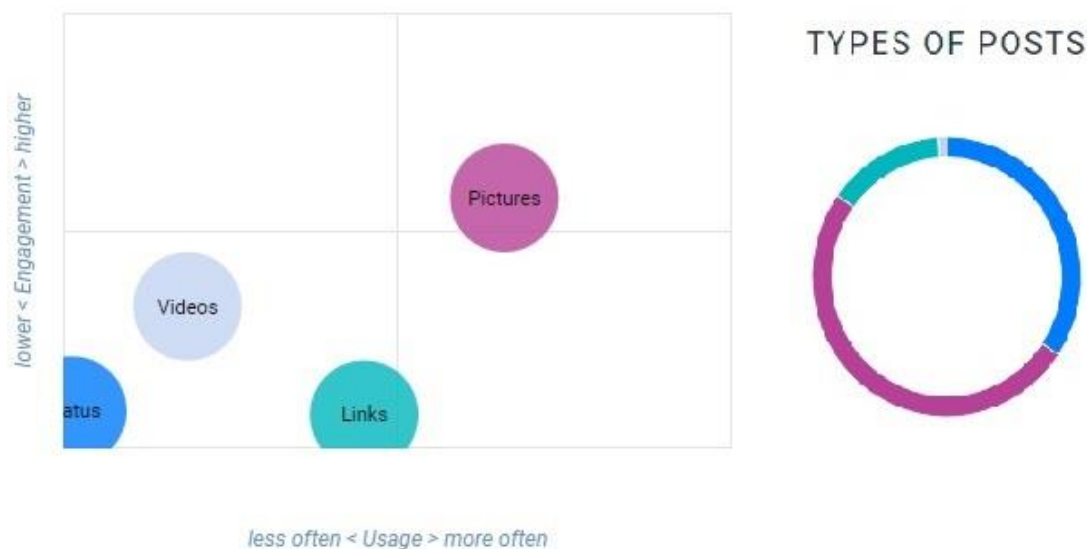 TYPES OF POSTS
lower < Engagement > higher
Pictures
Videos
atus
Links
less often < Usage > more often